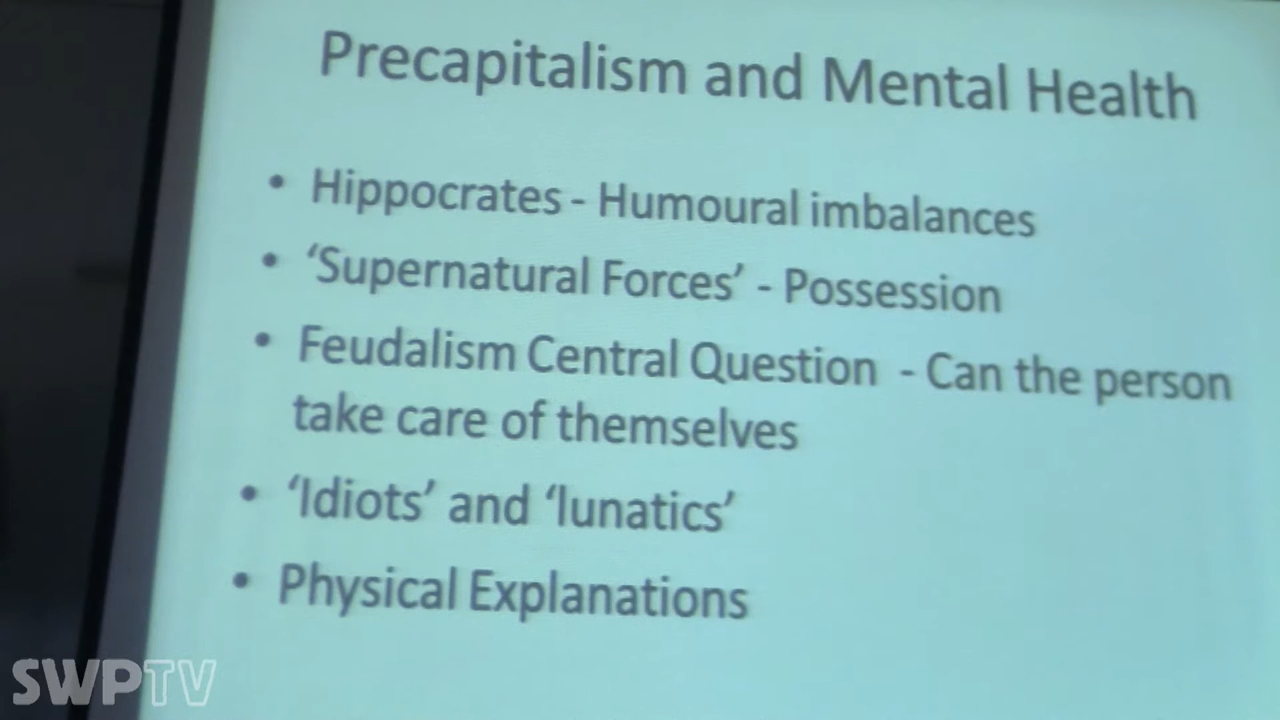 Precapitalism and Mental Health
• Hippocrates - Humoural imbalances
• ‘Supernatural Forces’ - Possession
• Feudalism Central Question - Can the person
take care of themselves
• ‘Idiots’ and ‘lunatics’
• Physical Explanations
SWPTV